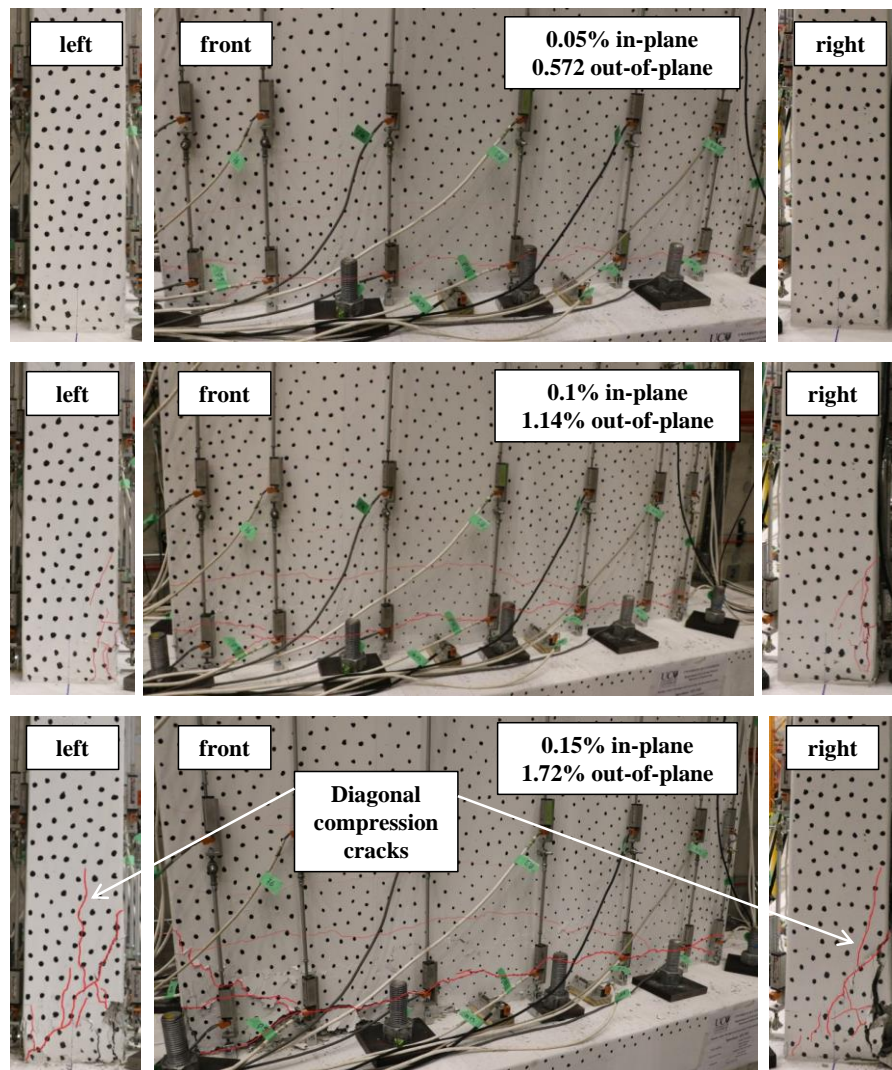 left
front
0.05% in-plane
0.572 out-of-plane
right
left
front
0.1% in-plane
1.14% out-of-plane
right
left
front
0.15% in-plane
1.72% out-of-plane
right
Diagonal
compression
cracks